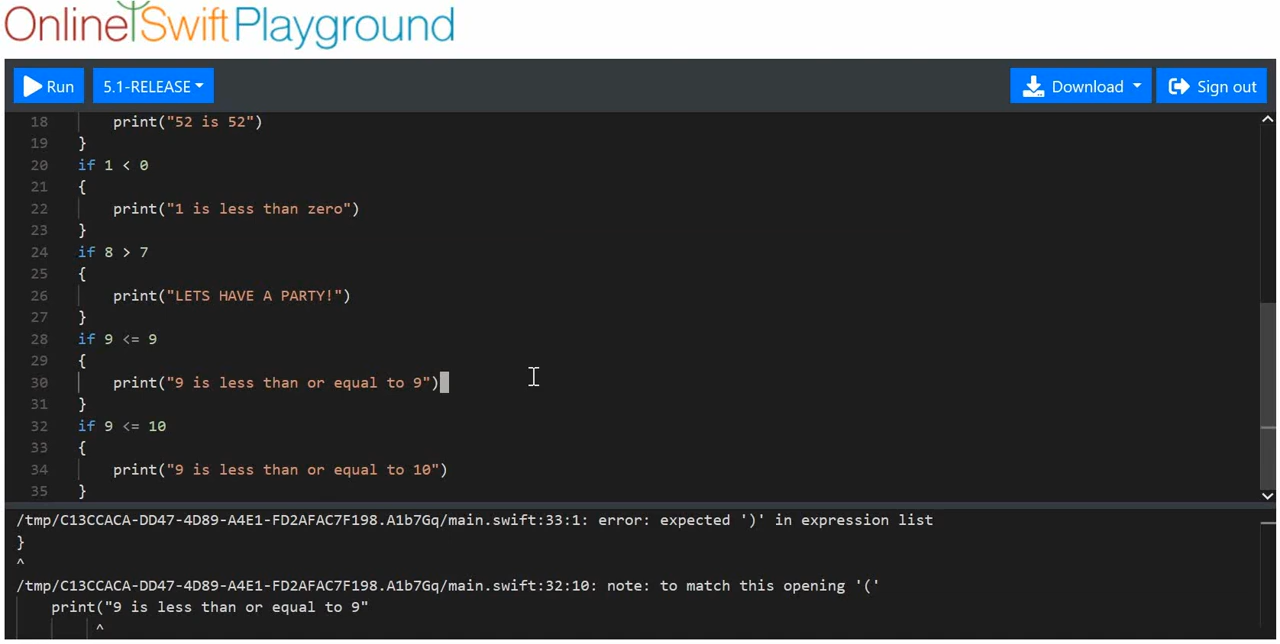 OnlineSwiftPlayground
Run 5.1-RELEASE Download Sign out
18 print("52 is 52")
19 }
20 if 1 < 0
21 {
22 print("1 is less than zero")
23 }
24 if 8 > 7
25 {
26 print("LETS HAVE A PARTY!")
27 }
28 if 9 <= 9
29 {
30 print("9 is less than or equal to 9")
31 }
32 if 9 <= 10
33 {
34 print("9 is less than or equal to 10")
35 }
/tmp/C13CCACA-DD47-4D89-A4E1-FD2AFAC7F198.A1b7Gq/main.swift:33:1: error: expected ')' in expression list
}
^
/tmp/C13CCACA-DD47-4D89-A4E1-FD2AFAC7F198.A1b7Gq/main.swift:32:10: note: to match this opening '('
print("9 is less than or equal to 9"
^